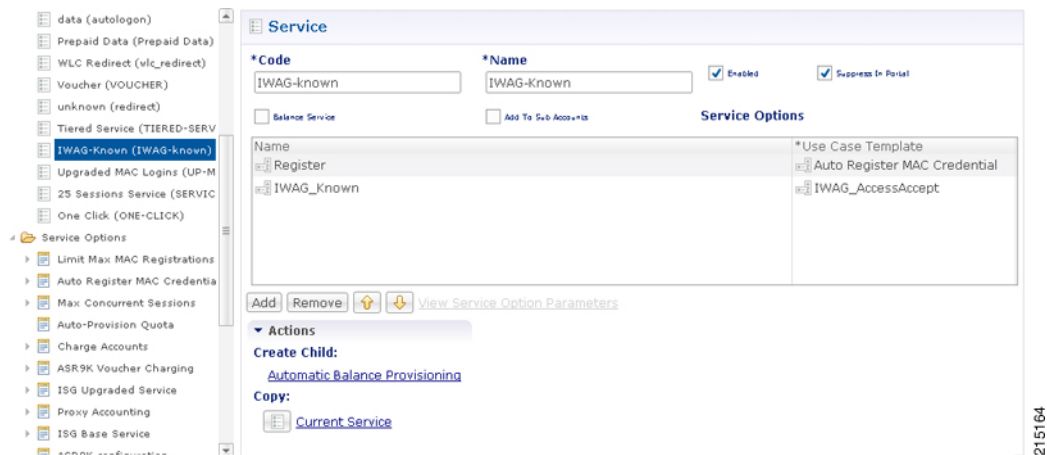 data (autologon)
Prepaid Data (Prepaid Data)
WLC Redirect (vlc_redirect)
Voucher (VOUCHER)
unknown (redirect)
Tiered Service (TIERED-SERV
IWAG-Known (IWAG-known)
Upgraded MAC Logins (UP-M
25 Sessions Service (SERVIC
One Click (ONE-CLICK)
Service Options
Limit Max MAC Registrations
Auto Register MAC Credentia
Max Concurrent Sessions
Auto-Provision Quota
Charge Accounts
ASR9K Voucher Charging
ISG Upgraded Service
Proxy Accounting
ISG Base Service
ASR9K configuration
Service
*Code
*Name
IWAG-known
IWAG-Known
Enabled
Suppress In Portal
Balance Service
Add To Sub Accounts
Service Options
Name
*Use Case Template
Register
Auto Register MAC Credential
IWAG_Known
IWAG_AccessAccept
Add
Remove
View Service Option Parameters
Actions
Create Child:
Automatic Balance Provisioning
Copy:
Current Service
215164